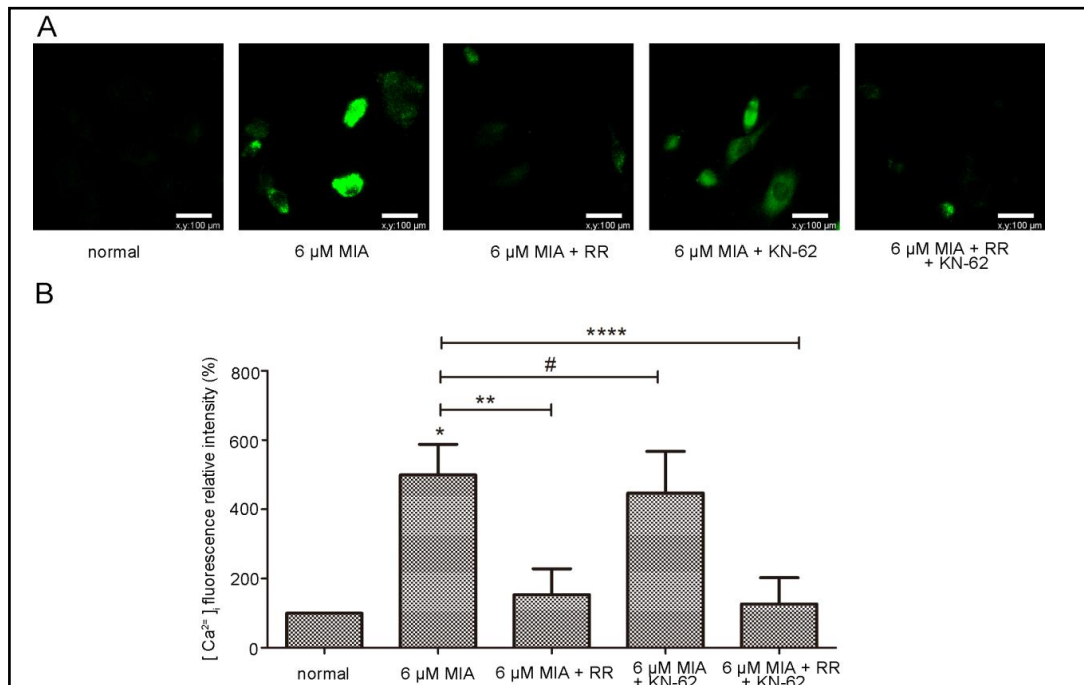 A
x,y:100 µm
x,y:100 µm
x,y:100 µm
x,y:100 µm
x,y:100 µm
normal
6 µM MIA
6 µM MIA + RR
6 µM MIA + KN-62
6 µM MIA + RR
+ KN-62
B
****
#
**
*
[ Ca²⁼ ]i fluorescence relative intensity (%)
800
600
400
200
0
normal
6 µM MIA
6 µM MIA + RR
6 µM MIA
+ KN-62
6 µM MIA + RR
+ KN-62